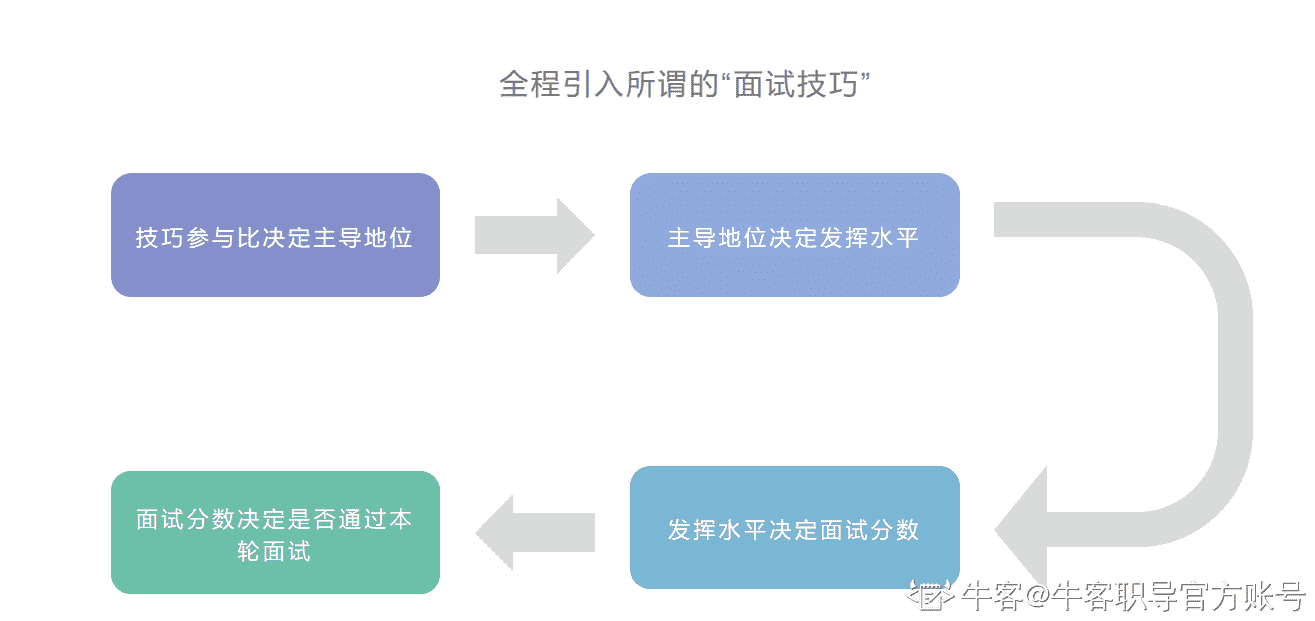 全程引入所谓的“面试技巧”
技巧参与比决定主导地位
主导地位决定发挥水平
发挥水平决定面试分数
面试分数决定是否通过本
轮面试
牛客@牛客职导官方账号